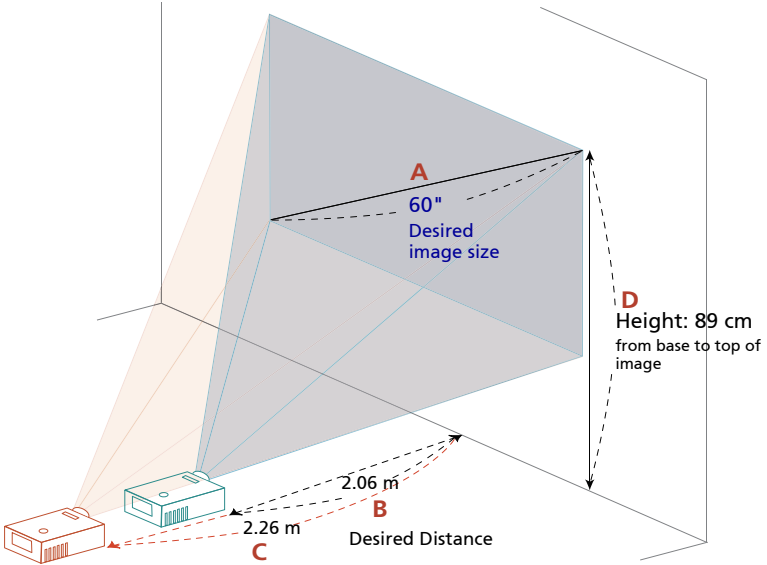 A
60"
Desired
image size
D
Height: 89 cm
from base to top of
image
2.06 m
B
2.26 m
C
Desired Distance